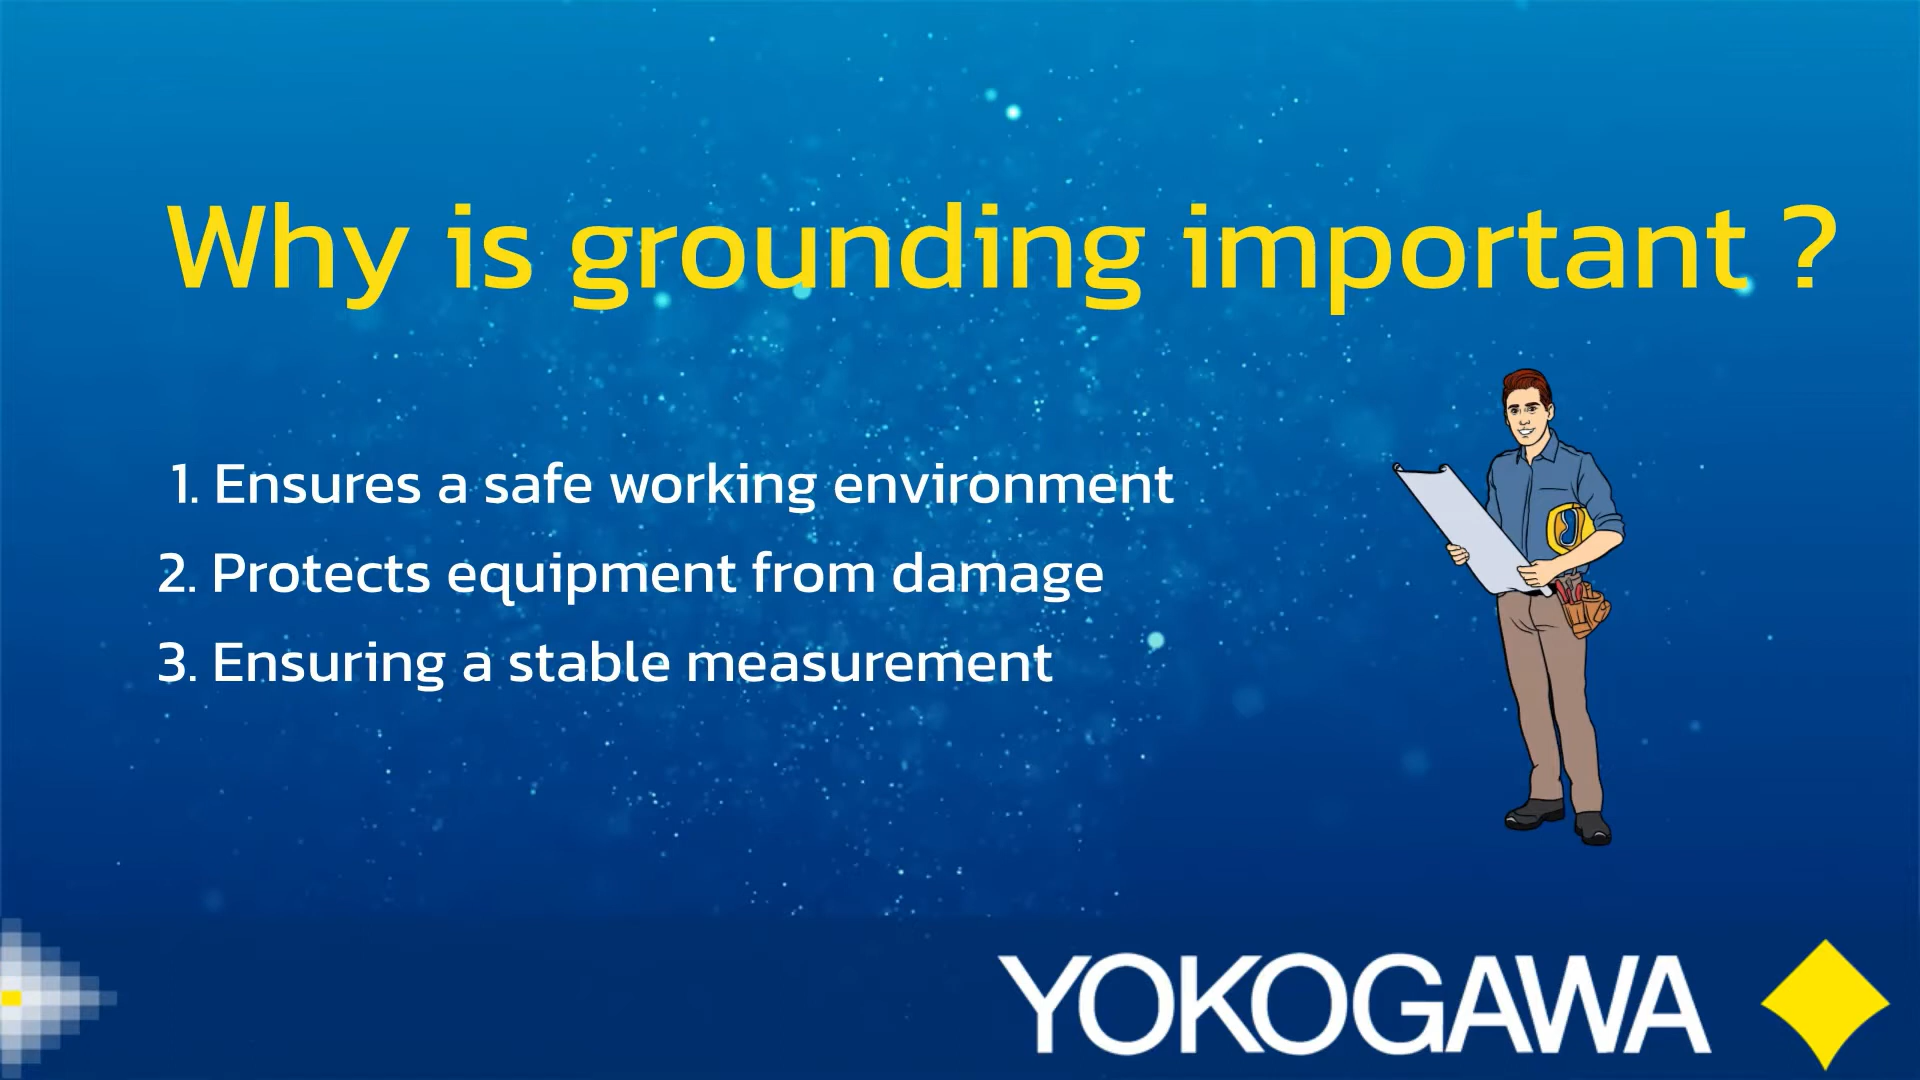 Why is grounding important ?
1. Ensures a safe working environment
2. Protects equipment from damage
3. Ensuring a stable measurement
YOKOGAWA